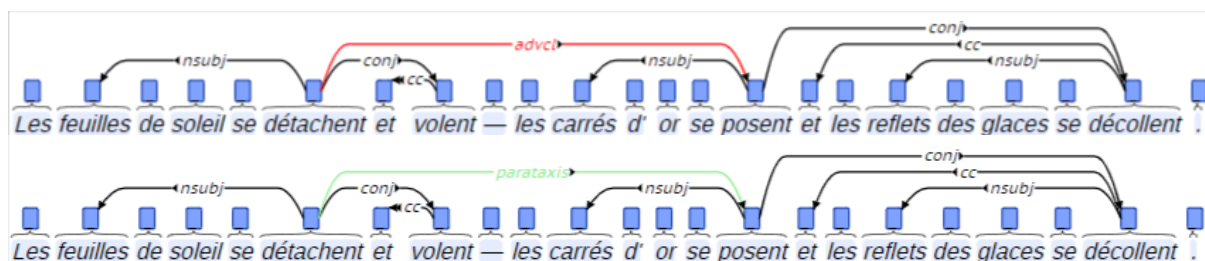 advcl conj
nsubj conj nsubj cc nsubj
cc
Les feuilles de soleil se détachent et volent — les carrés d' or se posent et les reflets des glaces se décollent .
parataxis conj
nsubj conj nsubj cc nsubj
cc
Les feuilles de soleil se détachent et volent — les carrés d' or se posent et les reflets des glaces se décollent .